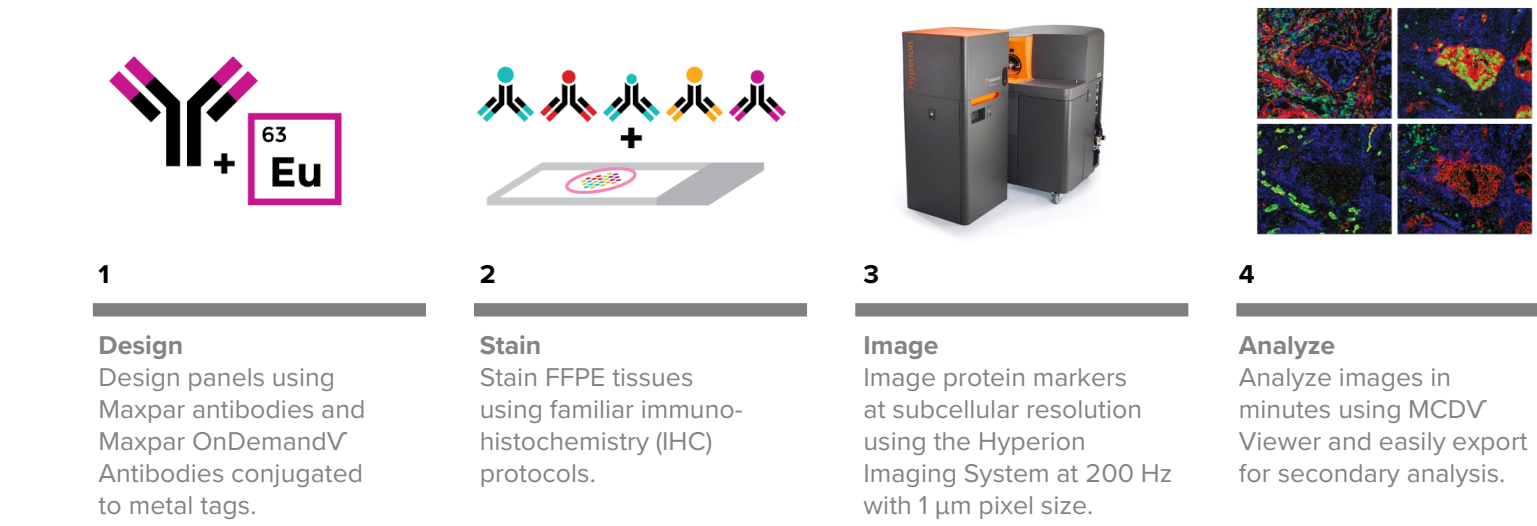 63
Eu
+
+
Hyperion
1
Design
Design panels using
Maxpar antibodies and
Maxpar OnDemandѴ
Antibodies conjugated
to metal tags.
2
Stain
Stain FFPE tissues
using familiar immuno-
histochemistry (IHC)
protocols.
3
Image
Image protein markers
at subcellular resolution
using the Hyperion
Imaging System at 200 Hz
with 1 µm pixel size.
4
Analyze
Analyze images in
minutes using MCDѴ
Viewer and easily export
for secondary analysis.